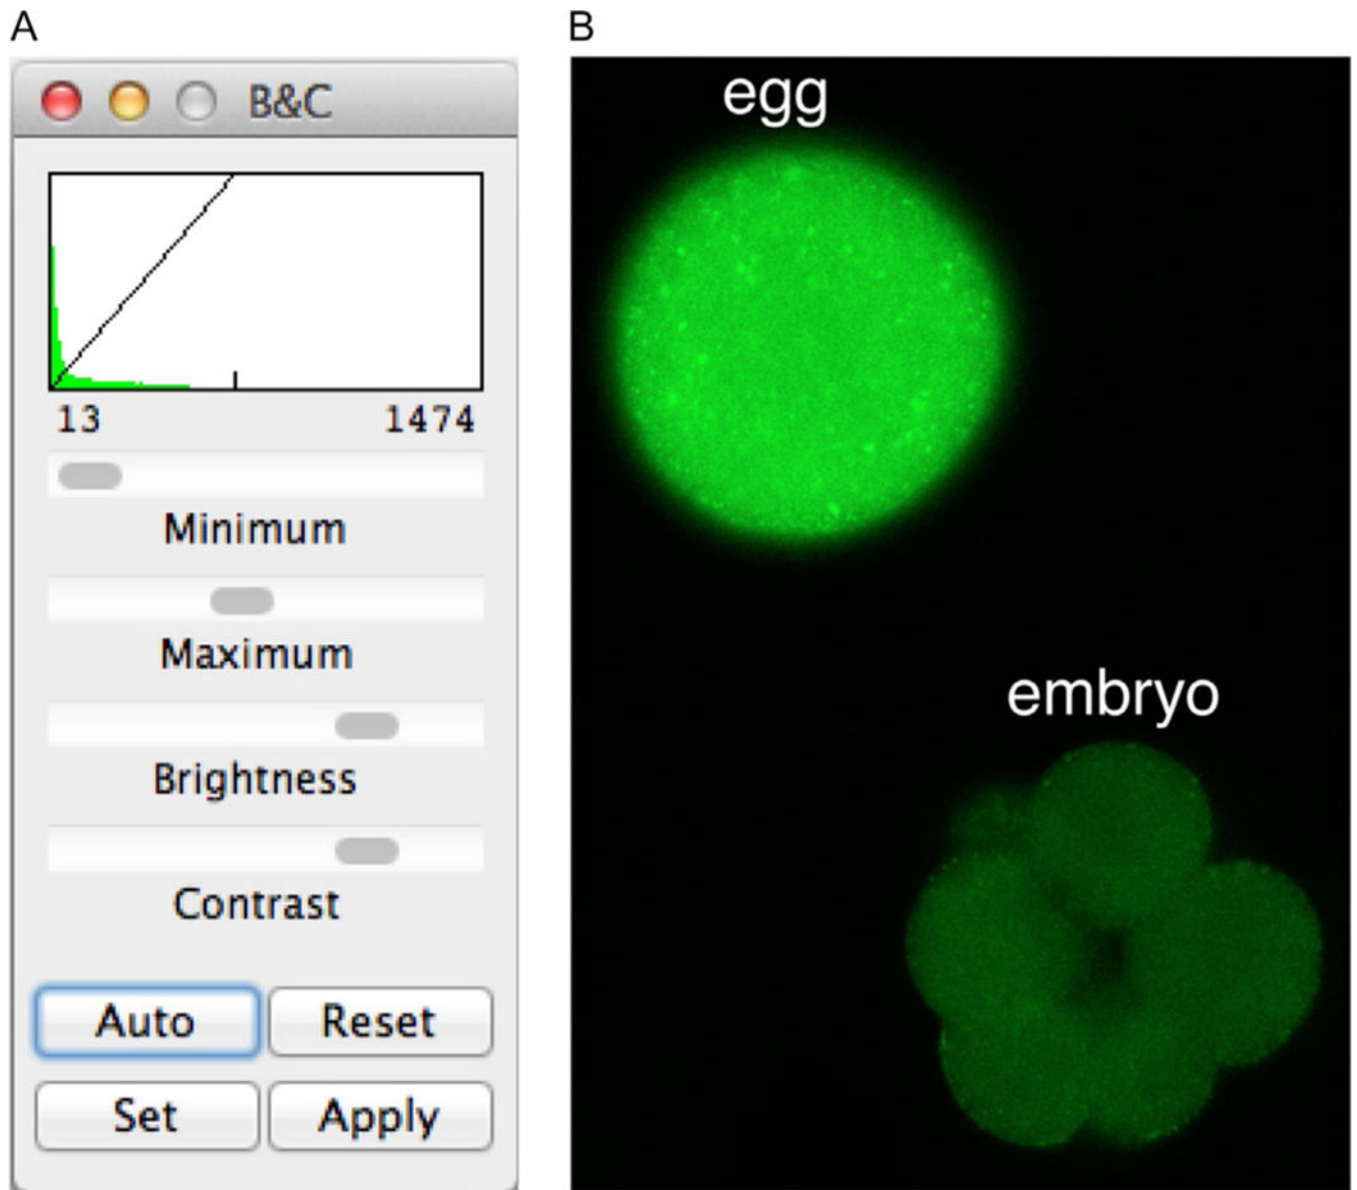 A
B&C
13 1474
Minimum
Maximum
Brightness
Contrast
Auto Reset
Set Apply
B
egg
embryo